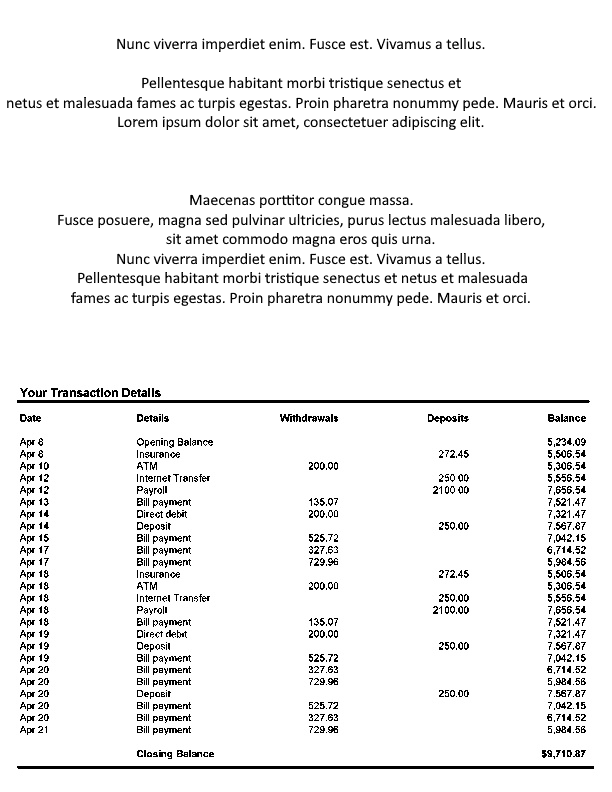 Nunc viverra imperdiet enim. Fusce est. Vivamus a tellus.
Pellentesque habitant morbi tristique senectus et
netus et malesuada fames ac turpis egestas. Proin pharetra nonummy pede. Mauris et orci.
Lorem ipsum dolor sit amet, consectetuer adipiscing elit.
Maecenas porttitor congue massa.
Fusce posuere, magna sed pulvinar ultricies, purus lectus malesuada libero,
sit amet commodo magna eros quis urna.
Nunc viverra imperdiet enim. Fusce est. Vivamus a tellus.
Pellentesque habitant morbi tristique senectus et netus et malesuada
fames ac turpis egestas. Proin pharetra nonummy pede. Mauris et orci.
Your Transaction Details
Date Details Withdrawals Deposits Balance
Apr 8 Opening Balance 5,234.09
Apr 8 Insurance 272.45 5,506.54
Apr 10 ATM 200.00 5,306.54
Apr 12 Internet Transfer 250.00 5,556.54
Apr 12 Payroll 2100.00 7,656.54
Apr 13 Bill payment 135.07 7,521.47
Apr 14 Direct debit 200.00 7,321.47
Apr 14 Deposit 250.00 7.567.87
Apr 15 Bill payment 525.72 7,042.15
Apr 17 Bill payment 327.63 6,714.52
Apr 17 Bill payment 729.96 5,984.56
Apr 18 Insurance 272.45 5,506.54
Apr 18 ATM 200.00 5,306.54
Apr 18 Internet Transfer 250.00 5,556.54
Apr 18 Payroll 2100.00 7,656.54
Apr 18 Bill payment 135.07 7,521.47
Apr 19 Direct debit 200.00 7,321.47
Apr 19 Deposit 250.00 7.567.87
Apr 19 Bill payment 525.72 7,042.15
Apr 20 Bill payment 327.63 6,714.52
Apr 20 Bill payment 729.96 5,984.56
Apr 20 Deposit 250.00 7.567.87
Apr 20 Bill payment 525.72 7,042.15
Apr 20 Bill payment 327.63 6,714.52
Apr 21 Bill payment 729.96 5,984.56
Closing Balance $9,710.87